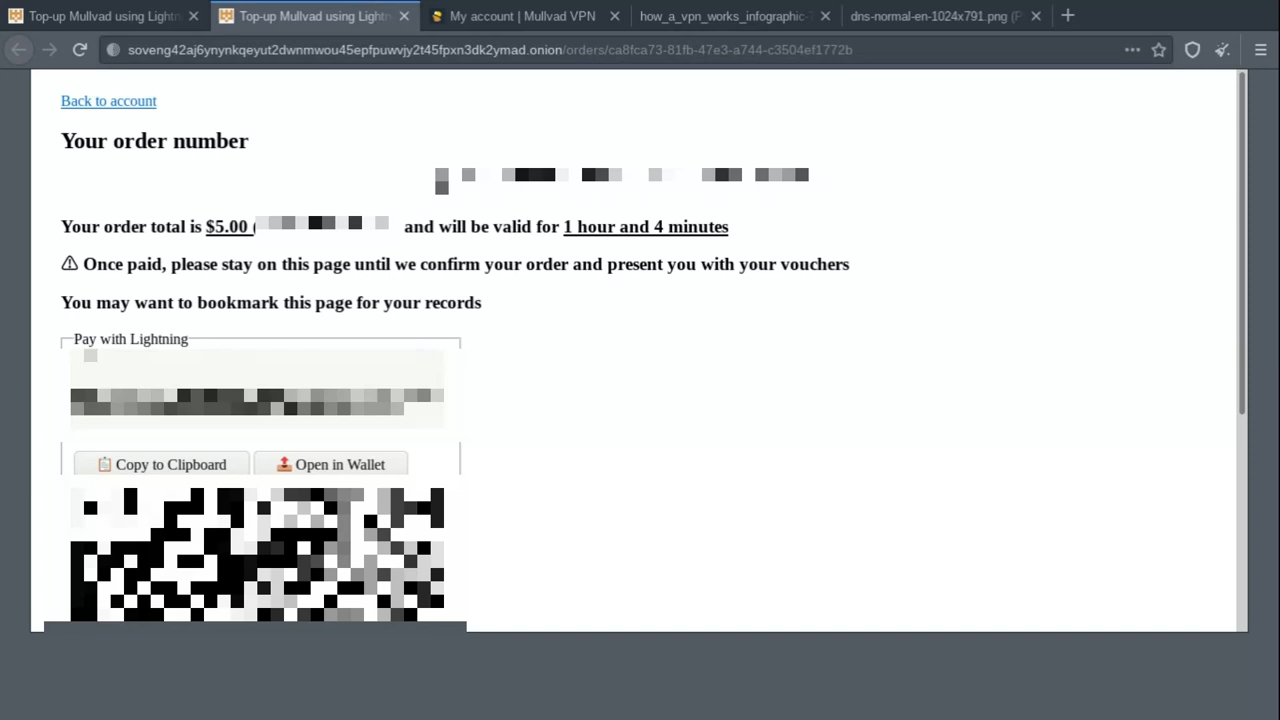 Top-up Mullvad using Lightn
Top-up Mullvad using Lightn
My account | Mullvad VPN
how_a_vpn_works_infographic-
dns-normal-en-1024x791.png (P
soveng42aj6ynynkqeyut2dwnmwou45epfpuwvjy2t45fpxn3dk2ymad.onion/orders/ca8fca73-81fb-47e3-a744-c3504ef1772b
Back to account
Your order number
Your order total is $5.00 ( and will be valid for 1 hour and 4 minutes
⚠ Once paid, please stay on this page until we confirm your order and present you with your vouchers
You may want to bookmark this page for your records
Pay with Lightning
Copy to Clipboard
Open in Wallet